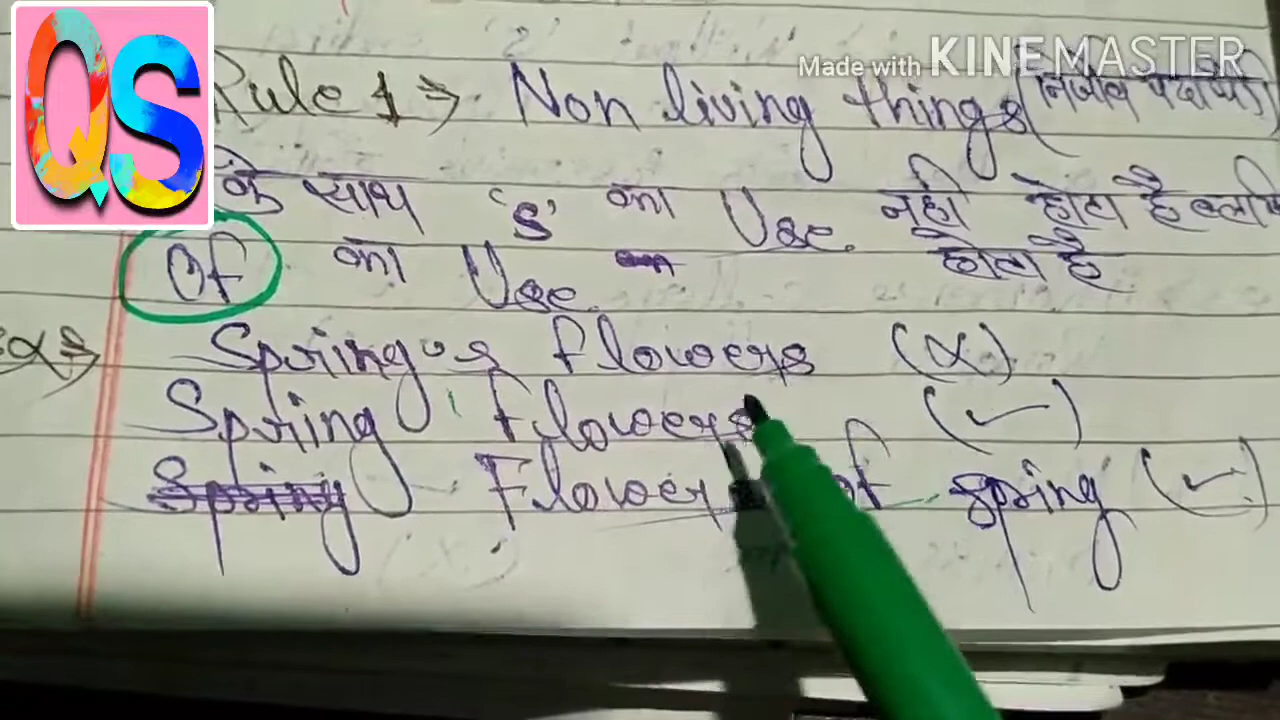 QS
Made with KINEMASTER
Rule 1 ⇒ Non living things (निर्जीव पदार्थो)
के साथ 's' का Use नही होता है
Of का Use होता है
Ex ⇒ Spring's flowers (x)
Spring Flowers (✓)
Spring Flower of spring (✓)